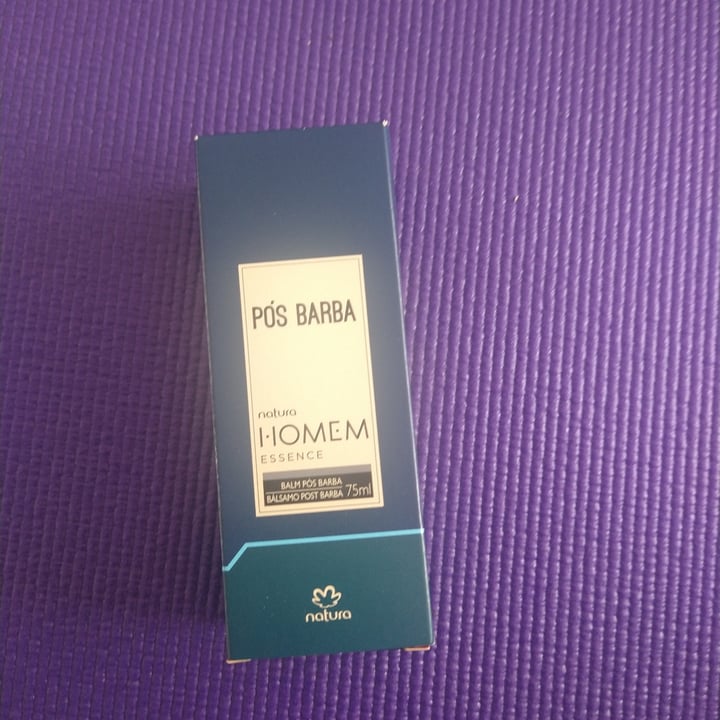 PÓS BARBA
natura
HOMEM
ESSENCE
BALM PÓS BARBA
BÁLSAMO POST BARBA 75ml
natura